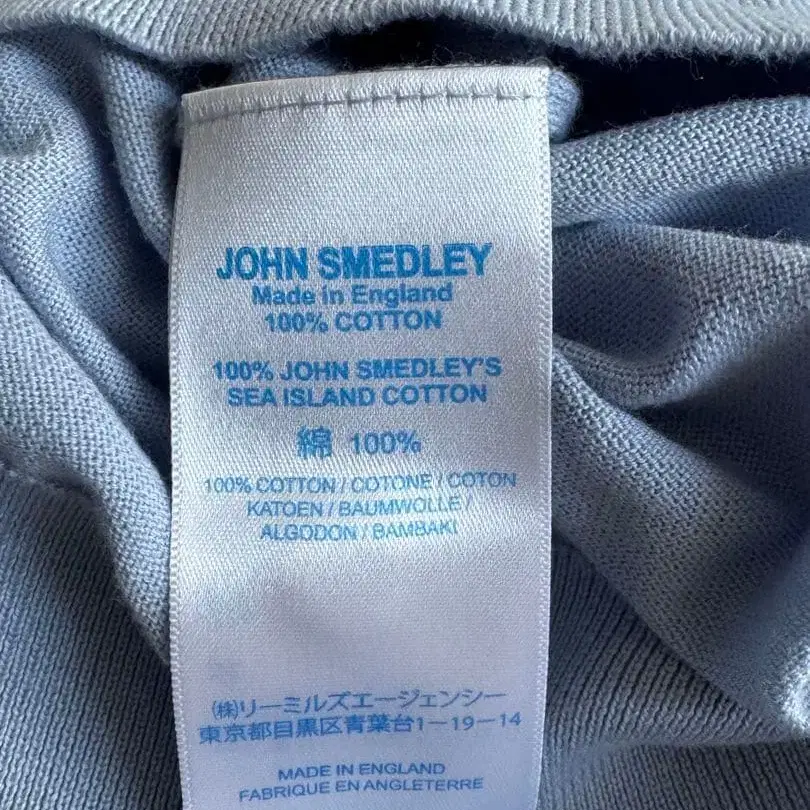 JOHN SMEDLEY
Made in England
100% COTTON
100% JOHN SMEDLEY'S
SEA ISLAND COTTON
綿 100%
100% COTTON / COTONE / COTON
KATOEN / BAUMWOLLE /
ALGODON / BAMBAKI
㈱リーミルズエージェンシー
東京都目黒区青葉台1-19-14
MADE IN ENGLAND
FABRIQUE EN ANGLETERRE